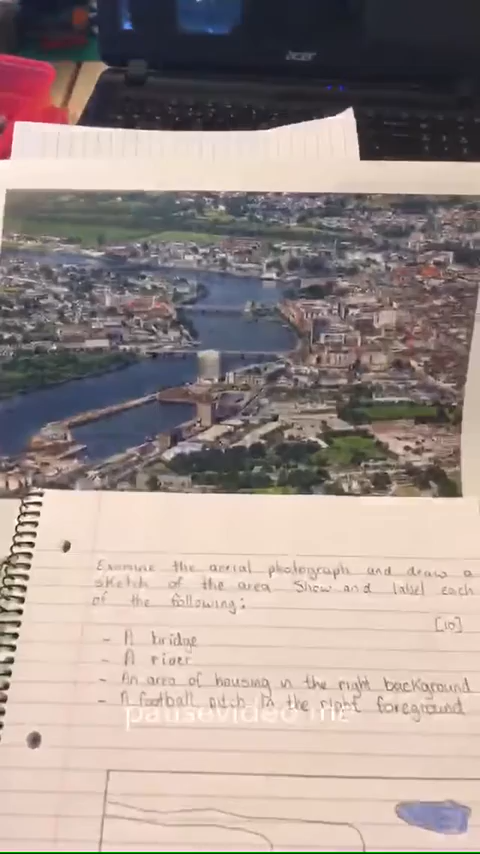 acer
Examine the aerial photograph and draw a
sketch of the area Show and label each
of the following:
[10]
- A bridge
- A river
- An area of housing in the right background
- A football pitch in the right foreground
pausevideo